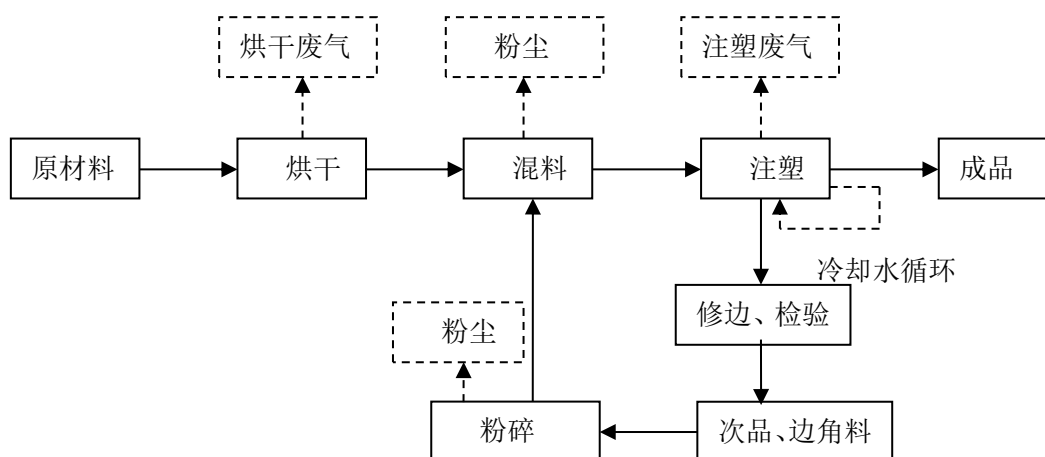 烘干废气
粉尘
注塑废气
原材料
烘干
混料
注塑
成品
冷却水循环
修边、检验
粉尘
粉碎
次品、边角料